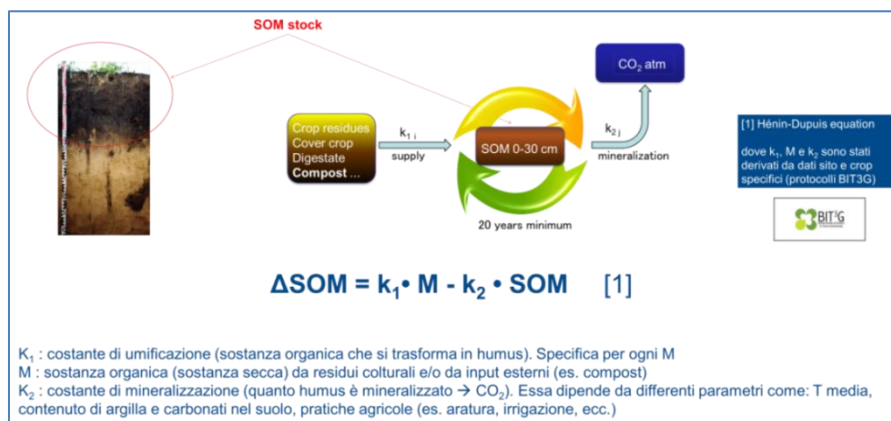 SOM stock
CO₂ atm
Crop residues
Cover crop
Digestate
Compost ...
k₁ i
supply
SOM 0-30 cm
k₂ j
mineralization
20 years minimum
[1] Hénin-Dupuis equation
dove k₁, M e k₂ sono stati
derivati da dati sito e crop
specifici (protocolli BIT3G)
BIT³G
ΔSOM = k₁• M - k₂ • SOM [1]
K₁ : costante di umificazione (sostanza organica che si trasforma in humus). Specifica per ogni M
M : sostanza organica (sostanza secca) da residui colturali e/o da input esterni (es. compost)
K₂ : costante di mineralizzazione (quanto humus è mineralizzato → CO₂). Essa dipende da differenti parametri come: T media,
contenuto di argilla e carbonati nel suolo, pratiche agricole (es. aratura, irrigazione, ecc.)